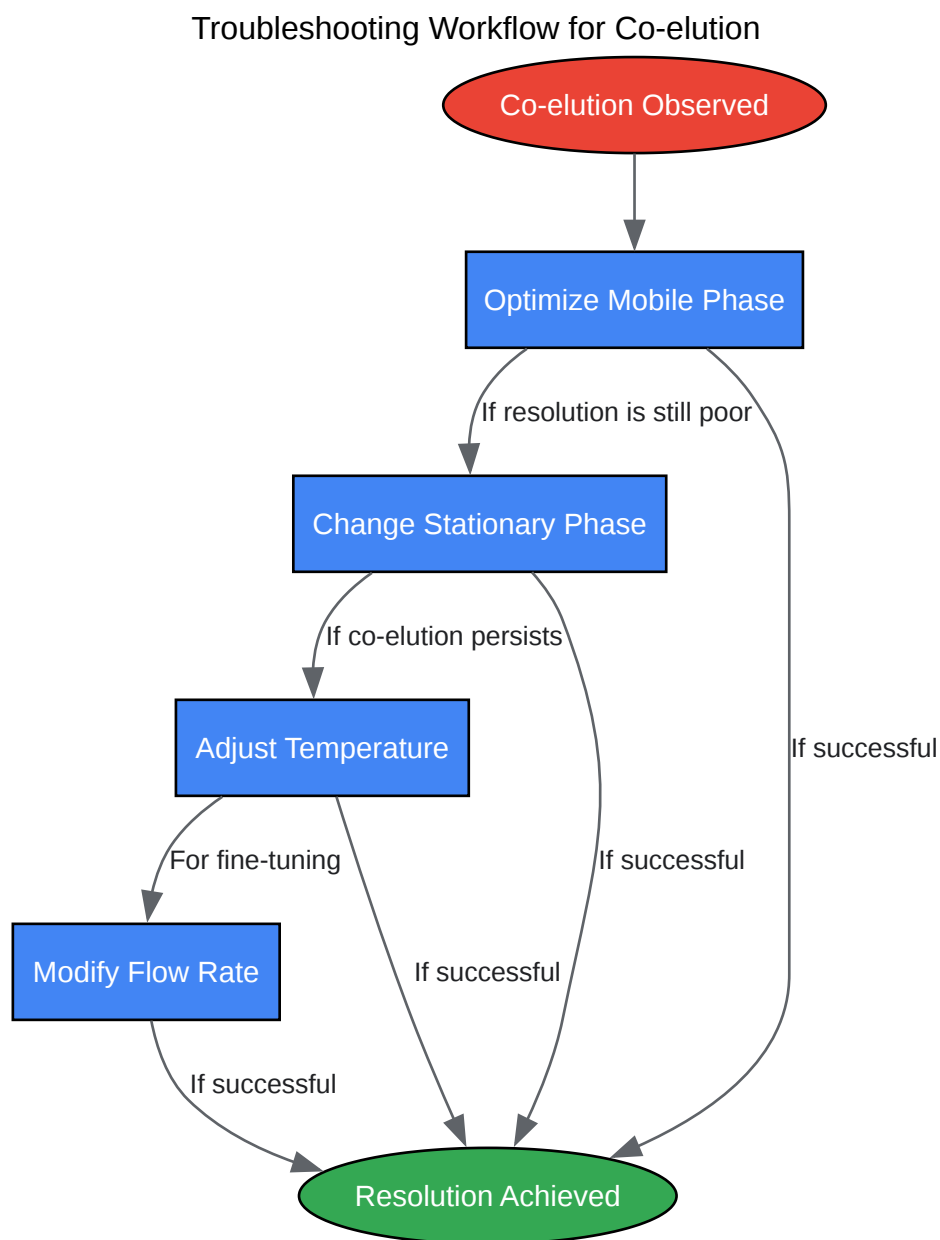 Troubleshooting Workflow for Co-elution
Co-elution Observed
Optimize Mobile Phase
If resolution is still poor
Change Stationary Phase
If co-elution persists
Adjust Temperature
If successful
For fine-tuning
If successful
Modify Flow Rate
If successful
If successful
Resolution Achieved